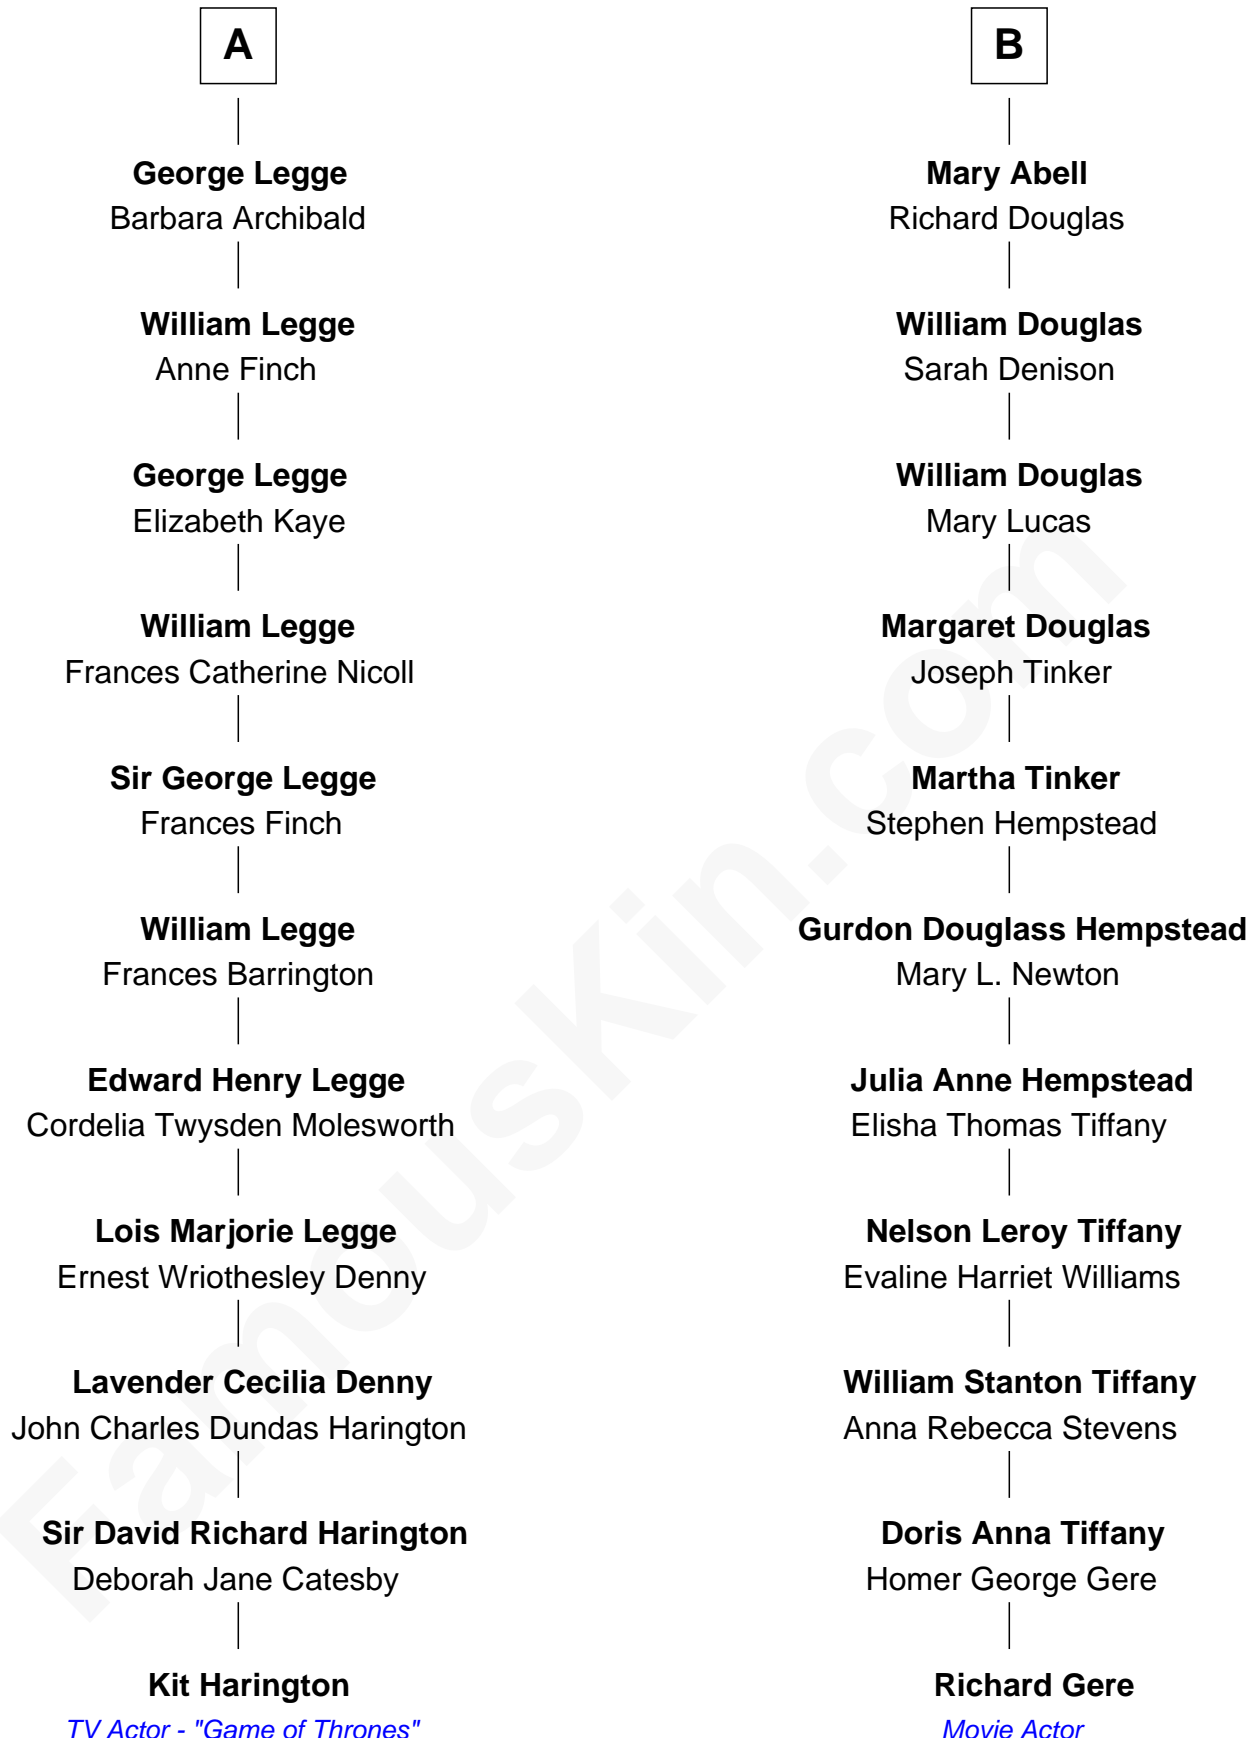 A
George Legge
Barbara Archibald
William Legge
Anne Finch
George Legge
Elizabeth Kaye
William Legge
Frances Catherine Nicoll
Sir George Legge
Frances Finch
William Legge
Frances Barrington
Edward Henry Legge
Cordelia Twysden Molesworth
Lois Marjorie Legge
Ernest Wriothesley Denny
Lavender Cecilia Denny
John Charles Dundas Harington
Sir David Richard Harington
Deborah Jane Catesby
Kit Harington
TV Actor - "Game of Thrones"
B
Mary Abell
Richard Douglas
William Douglas
Sarah Denison
William Douglas
Mary Lucas
Margaret Douglas
Joseph Tinker
Martha Tinker
Stephen Hempstead
Gurdon Douglass Hempstead
Mary L. Newton
Julia Anne Hempstead
Elisha Thomas Tiffany
Nelson Leroy Tiffany
Evaline Harriet Williams
William Stanton Tiffany
Anna Rebecca Stevens
Doris Anna Tiffany
Homer George Gere
Richard Gere
Movie Actor
FamousKin.com